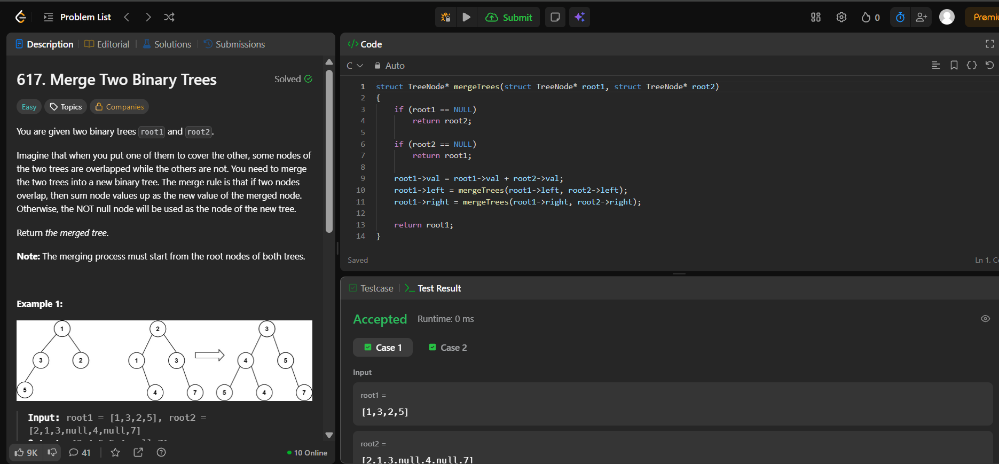 Problem List
Submit
0
Premiu
Description
Editorial
Solutions
Submissions
617. Merge Two Binary Trees
Solved
Easy
Topics
Companies
You are given two binary trees root1 and root2.
Imagine that when you put one of them to cover the other, some nodes of
the two trees are overlapped while the others are not. You need to merge
the two trees into a new binary tree. The merge rule is that if two nodes
overlap, then sum node values up as the new value of the merged node.
Otherwise, the NOT null node will be used as the node of the new tree.
Return the merged tree.
Note: The merging process must start from the root nodes of both trees.
Example 1:
1 2 3
3 2 1 3 4 5
5 4 7 5 4 7
Input: root1 = [1,3,2,5], root2 =
[2,1,3,null,4,null,7]
9K
41
10 Online
</> Code
C
Auto
1 struct TreeNode* mergeTrees(struct TreeNode* root1, struct TreeNode* root2)
2 {
3 if (root1 == NULL)
4 return root2;
5
6 if (root2 == NULL)
7 return root1;
8
9 root1->val = root1->val + root2->val;
10 root1->left = mergeTrees(root1->left, root2->left);
11 root1->right = mergeTrees(root1->right, root2->right);
12
13 return root1;
14 }
Saved
Ln 1, Co
Testcase
Test Result
Accepted
Runtime: 0 ms
Case 1
Case 2
Input
root1 =
[1,3,2,5]
root2 =
[2,1,3,null,4,null,7]